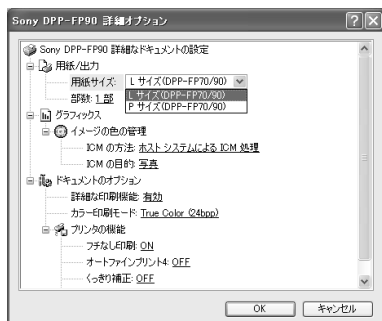 Sony DPP-FP90 詳細オプション
Sony DPP-FP90 詳細なドキュメントの設定
用紙/出力
用紙サイズ: L サイズ(DPP-FP70/90)
L サイズ(DPP-FP70/90)
P サイズ(DPP-FP70/90)
部数: 1 部
グラフィックス
イメージの色の管理
ICM の方法: ホスト システムによる ICM 処理
ICM の目的: 写真
ドキュメントのオプション
詳細な印刷機能: 有効
カラー印刷モード: True Color (24bpp)
プリンタの機能
フチなし印刷: ON
オートファインプリント4: OFF
くっきり補正: OFF
OK
キャンセル